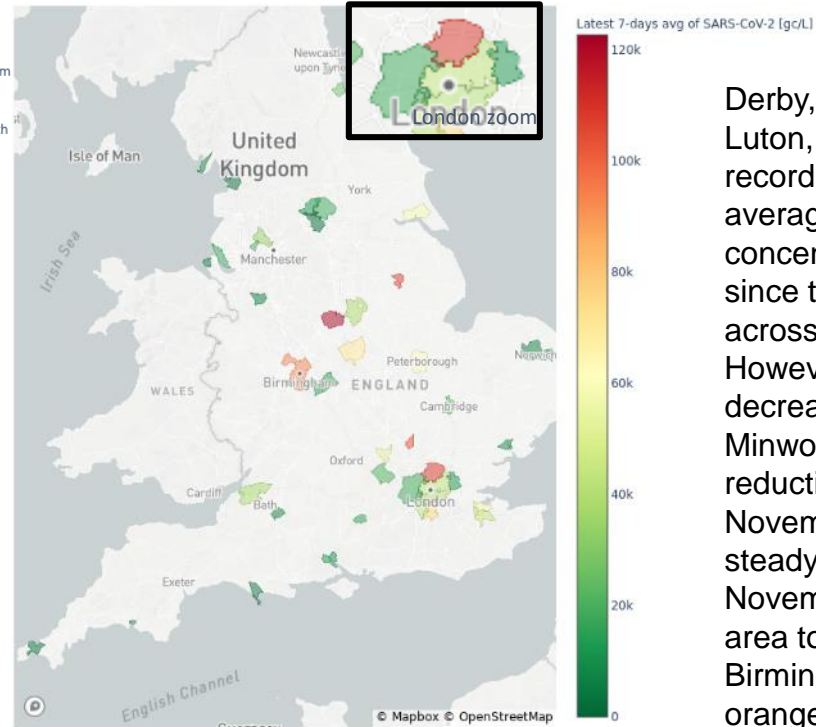 Latest 7-days avg of SARS-CoV-2 [gc/L]
Newcastle
upon Tyne
London
London zoom
m
h
Isle of Man
United
Kingdom
York
Irish Sea
Manchester
Peterborough
Norwich
Birmingham
ENGLAND
WALES
Cambridge
Oxford
Cardiff
London
Bath
Exeter
English Channel
© Mapbox © OpenStreetMap
120k
100k
80k
60k
40k
20k
0
Derby,
Luton,
record
averag
concer
since t
across
Howev
decrea
Minwo
reducti
Novem
steady
Novem
area to
Birmin
orange